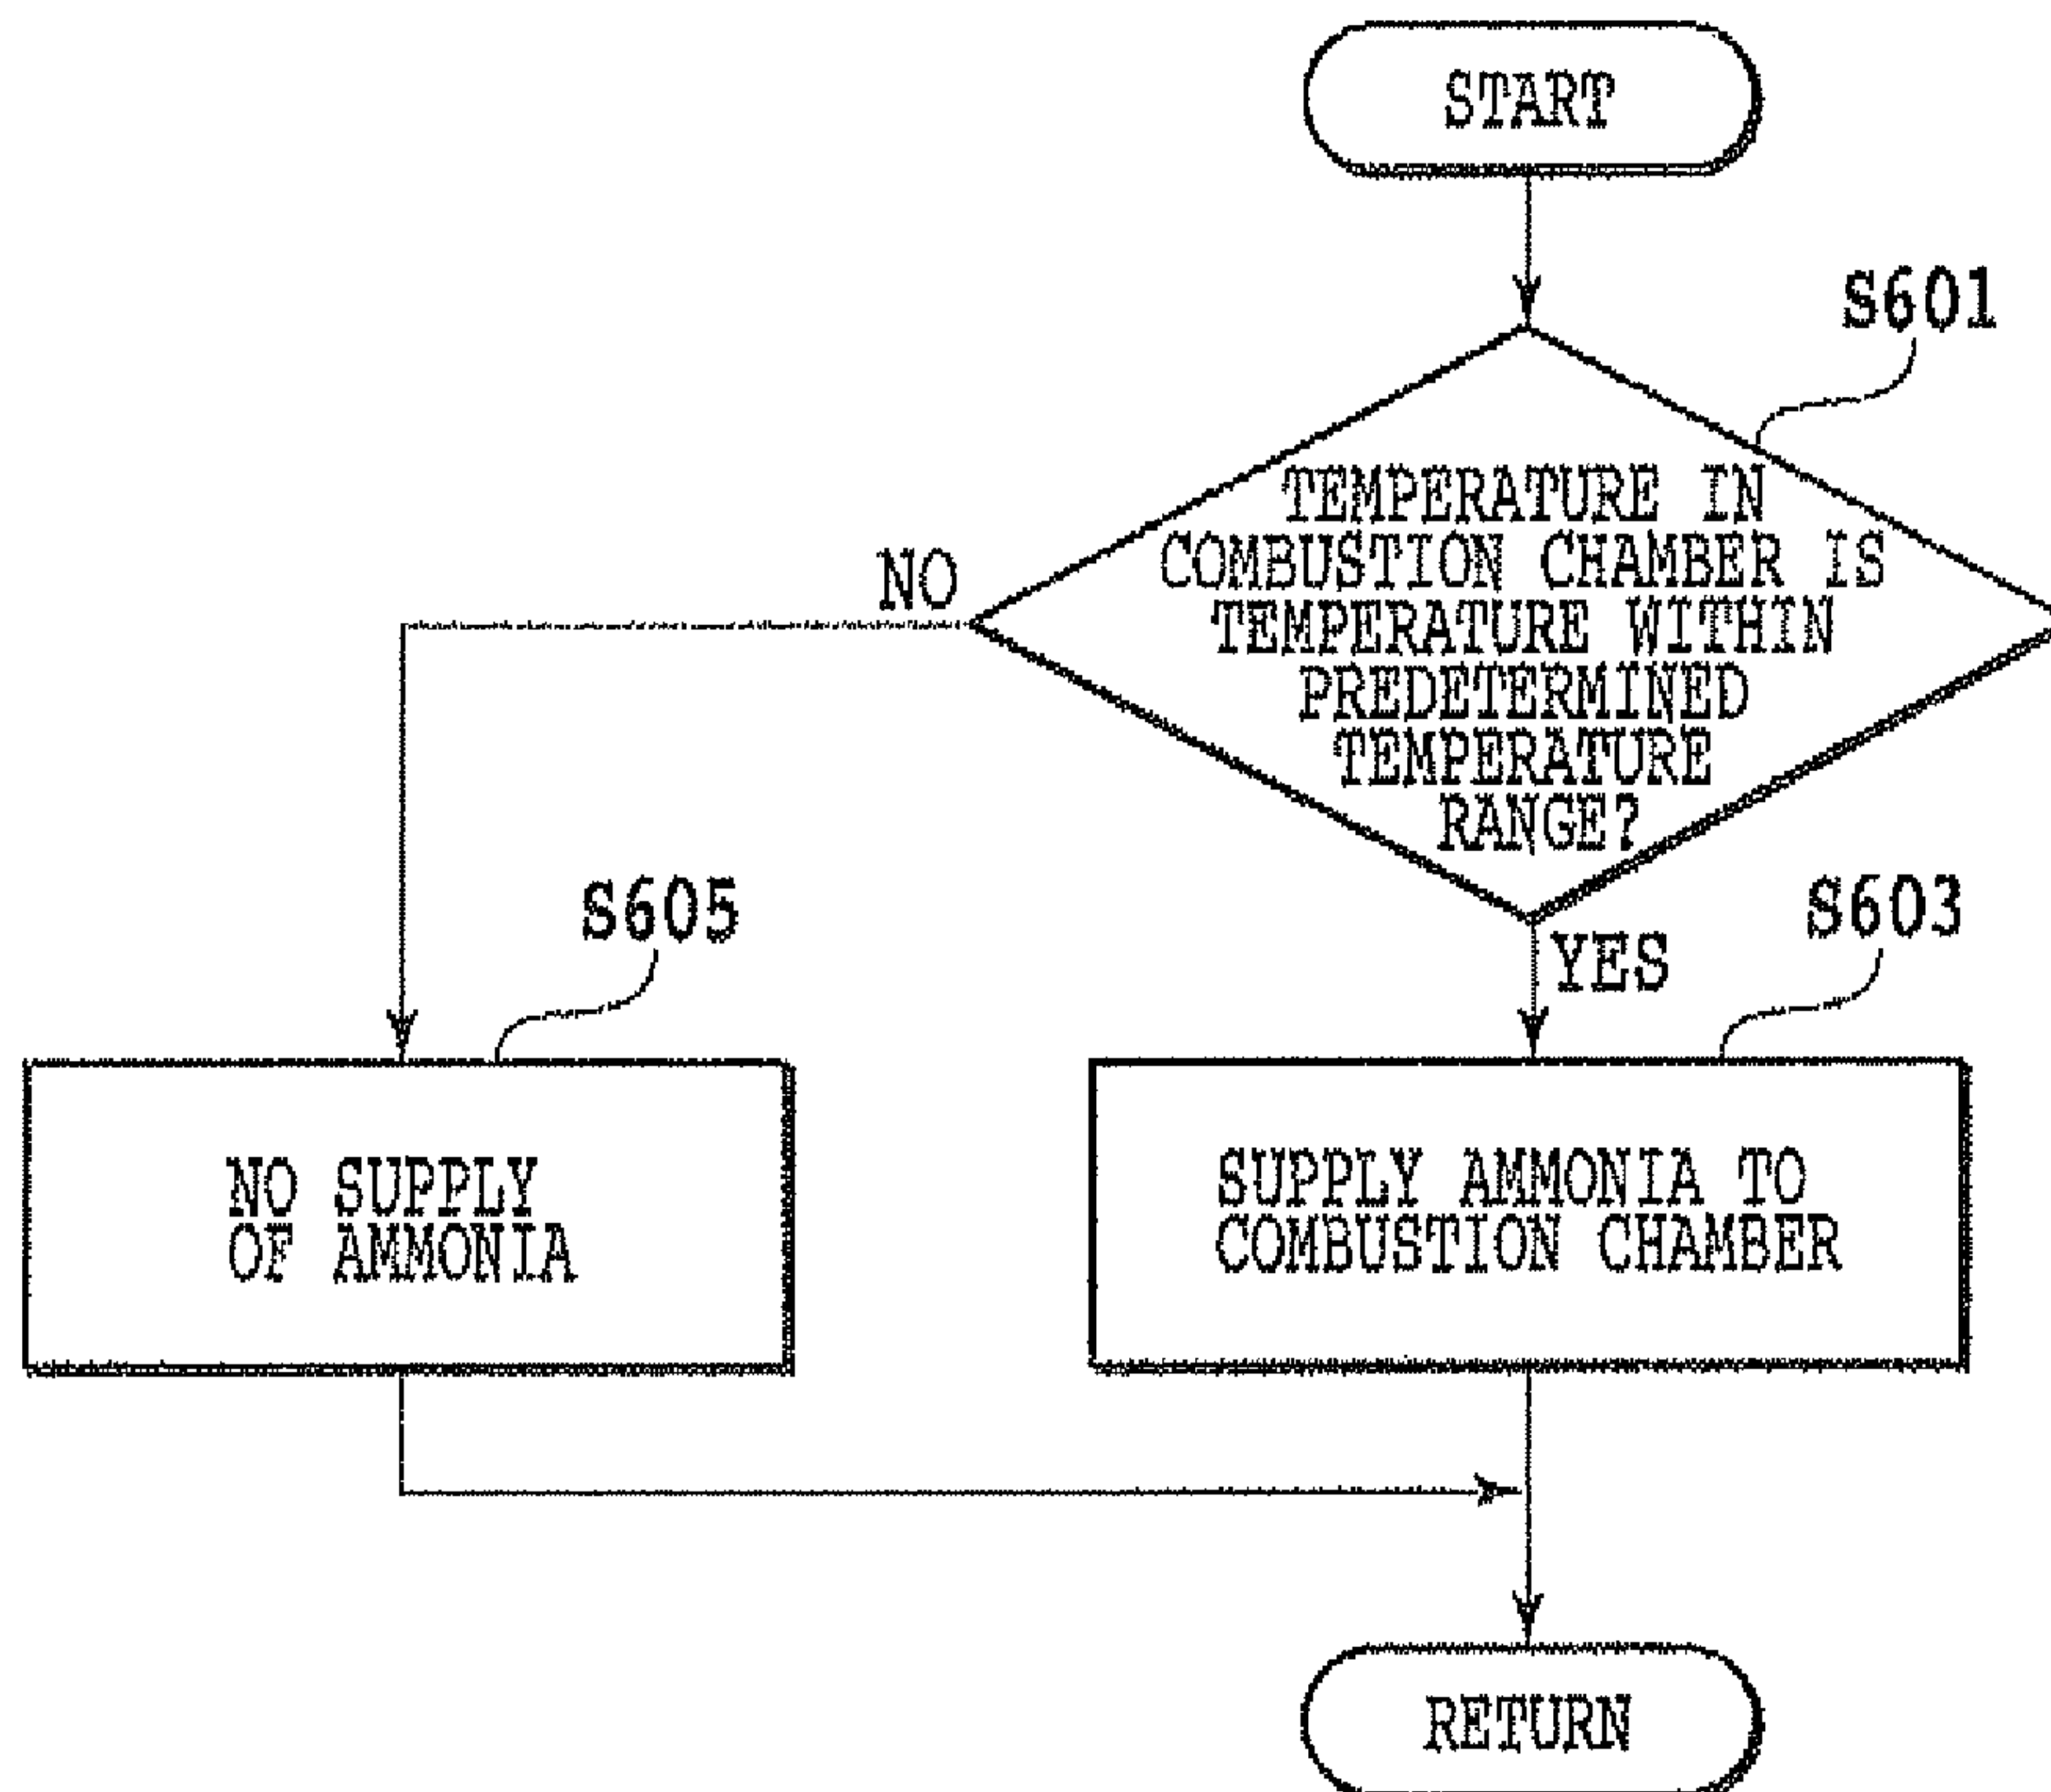 START
S601
TEMPERATURE IN
COMBUSTION CHAMBER IS
TEMPERATURE WITHIN
PREDETERMINED
TEMPERATURE
RANGE?
NO
YES
S605
S603
NO SUPPLY
OF AMMONIA
SUPPLY AMMONIA TO
COMBUSTION CHAMBER
RETURN